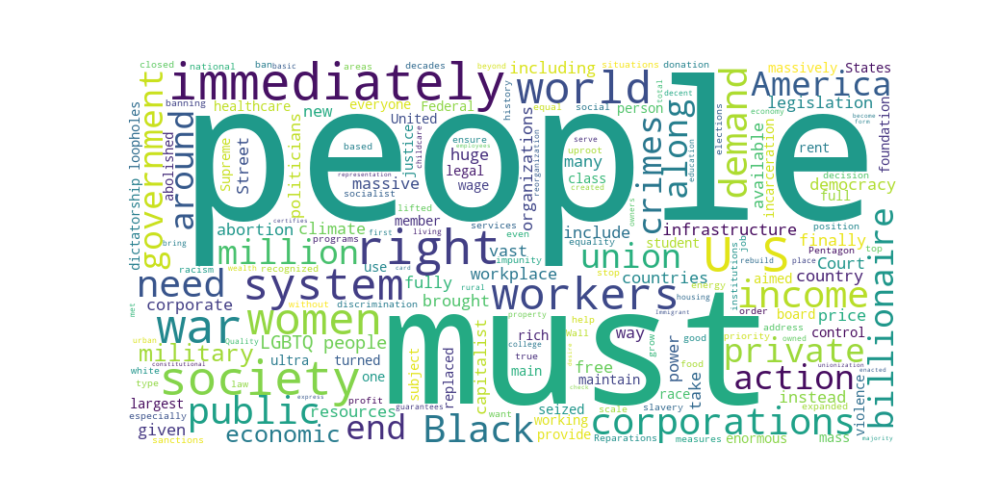 closed national ban basic areas decades beyond situations donation
immediately world including massively States
government banning healthcare everyone Federal history equal social person total decent demand America
abolished around politicians new United justice childcare ensure employees serve organizations reorganization
people
many uproot crimes education along economy elections become form legislation foundation
dictatorship loopholes Supreme Street massive based socialist huge legal wage class created available rent incarceration decision democracy full
representation lifted member services even include owners position
abortion climate certifies first living infrastructure
million right programs vast impunity equality student union U S institutions job finally Court top
bring racism wealth recognized use card rural workplace stop countries energy rebuild Pentagon place aimed country
need system fully brought workers housing Immigrant order income billionaire
met corporate without discrimination property help way board price
war women Wall good priority address owned control
urban Quality LGBTQ people capitalist rich college grow power food private
military constitutional ultra turned subject replaced true main desire free maintain
white type society law one profit must race take action instead unionization enacted
largest public express resources guarantees want chain seized scale slavery corporations expanded violence
especially given economic end Black working provide Reparations measures enormous mass majority
sanctions